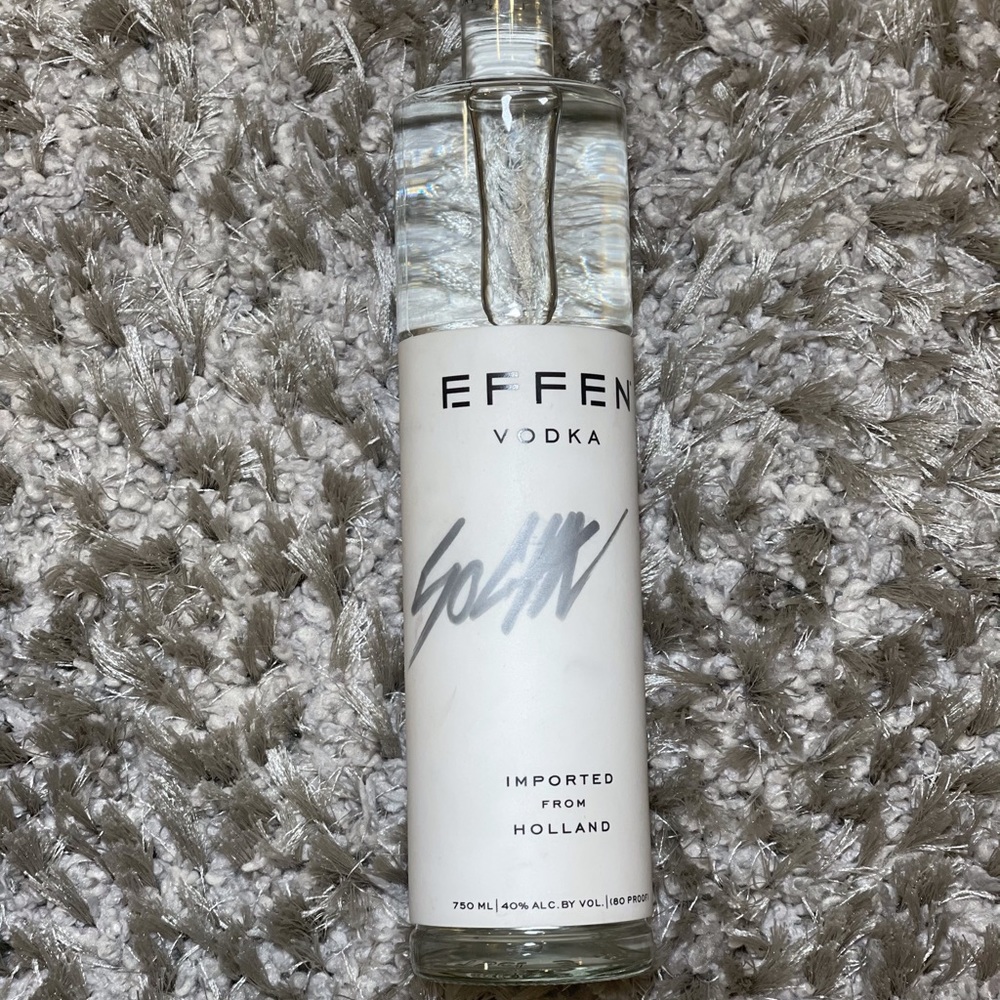 EFFEN
VODKA
IMPORTED
FROM
HOLLAND
750 ML | 40% ALC. BY VOL. | (80 PROOF)